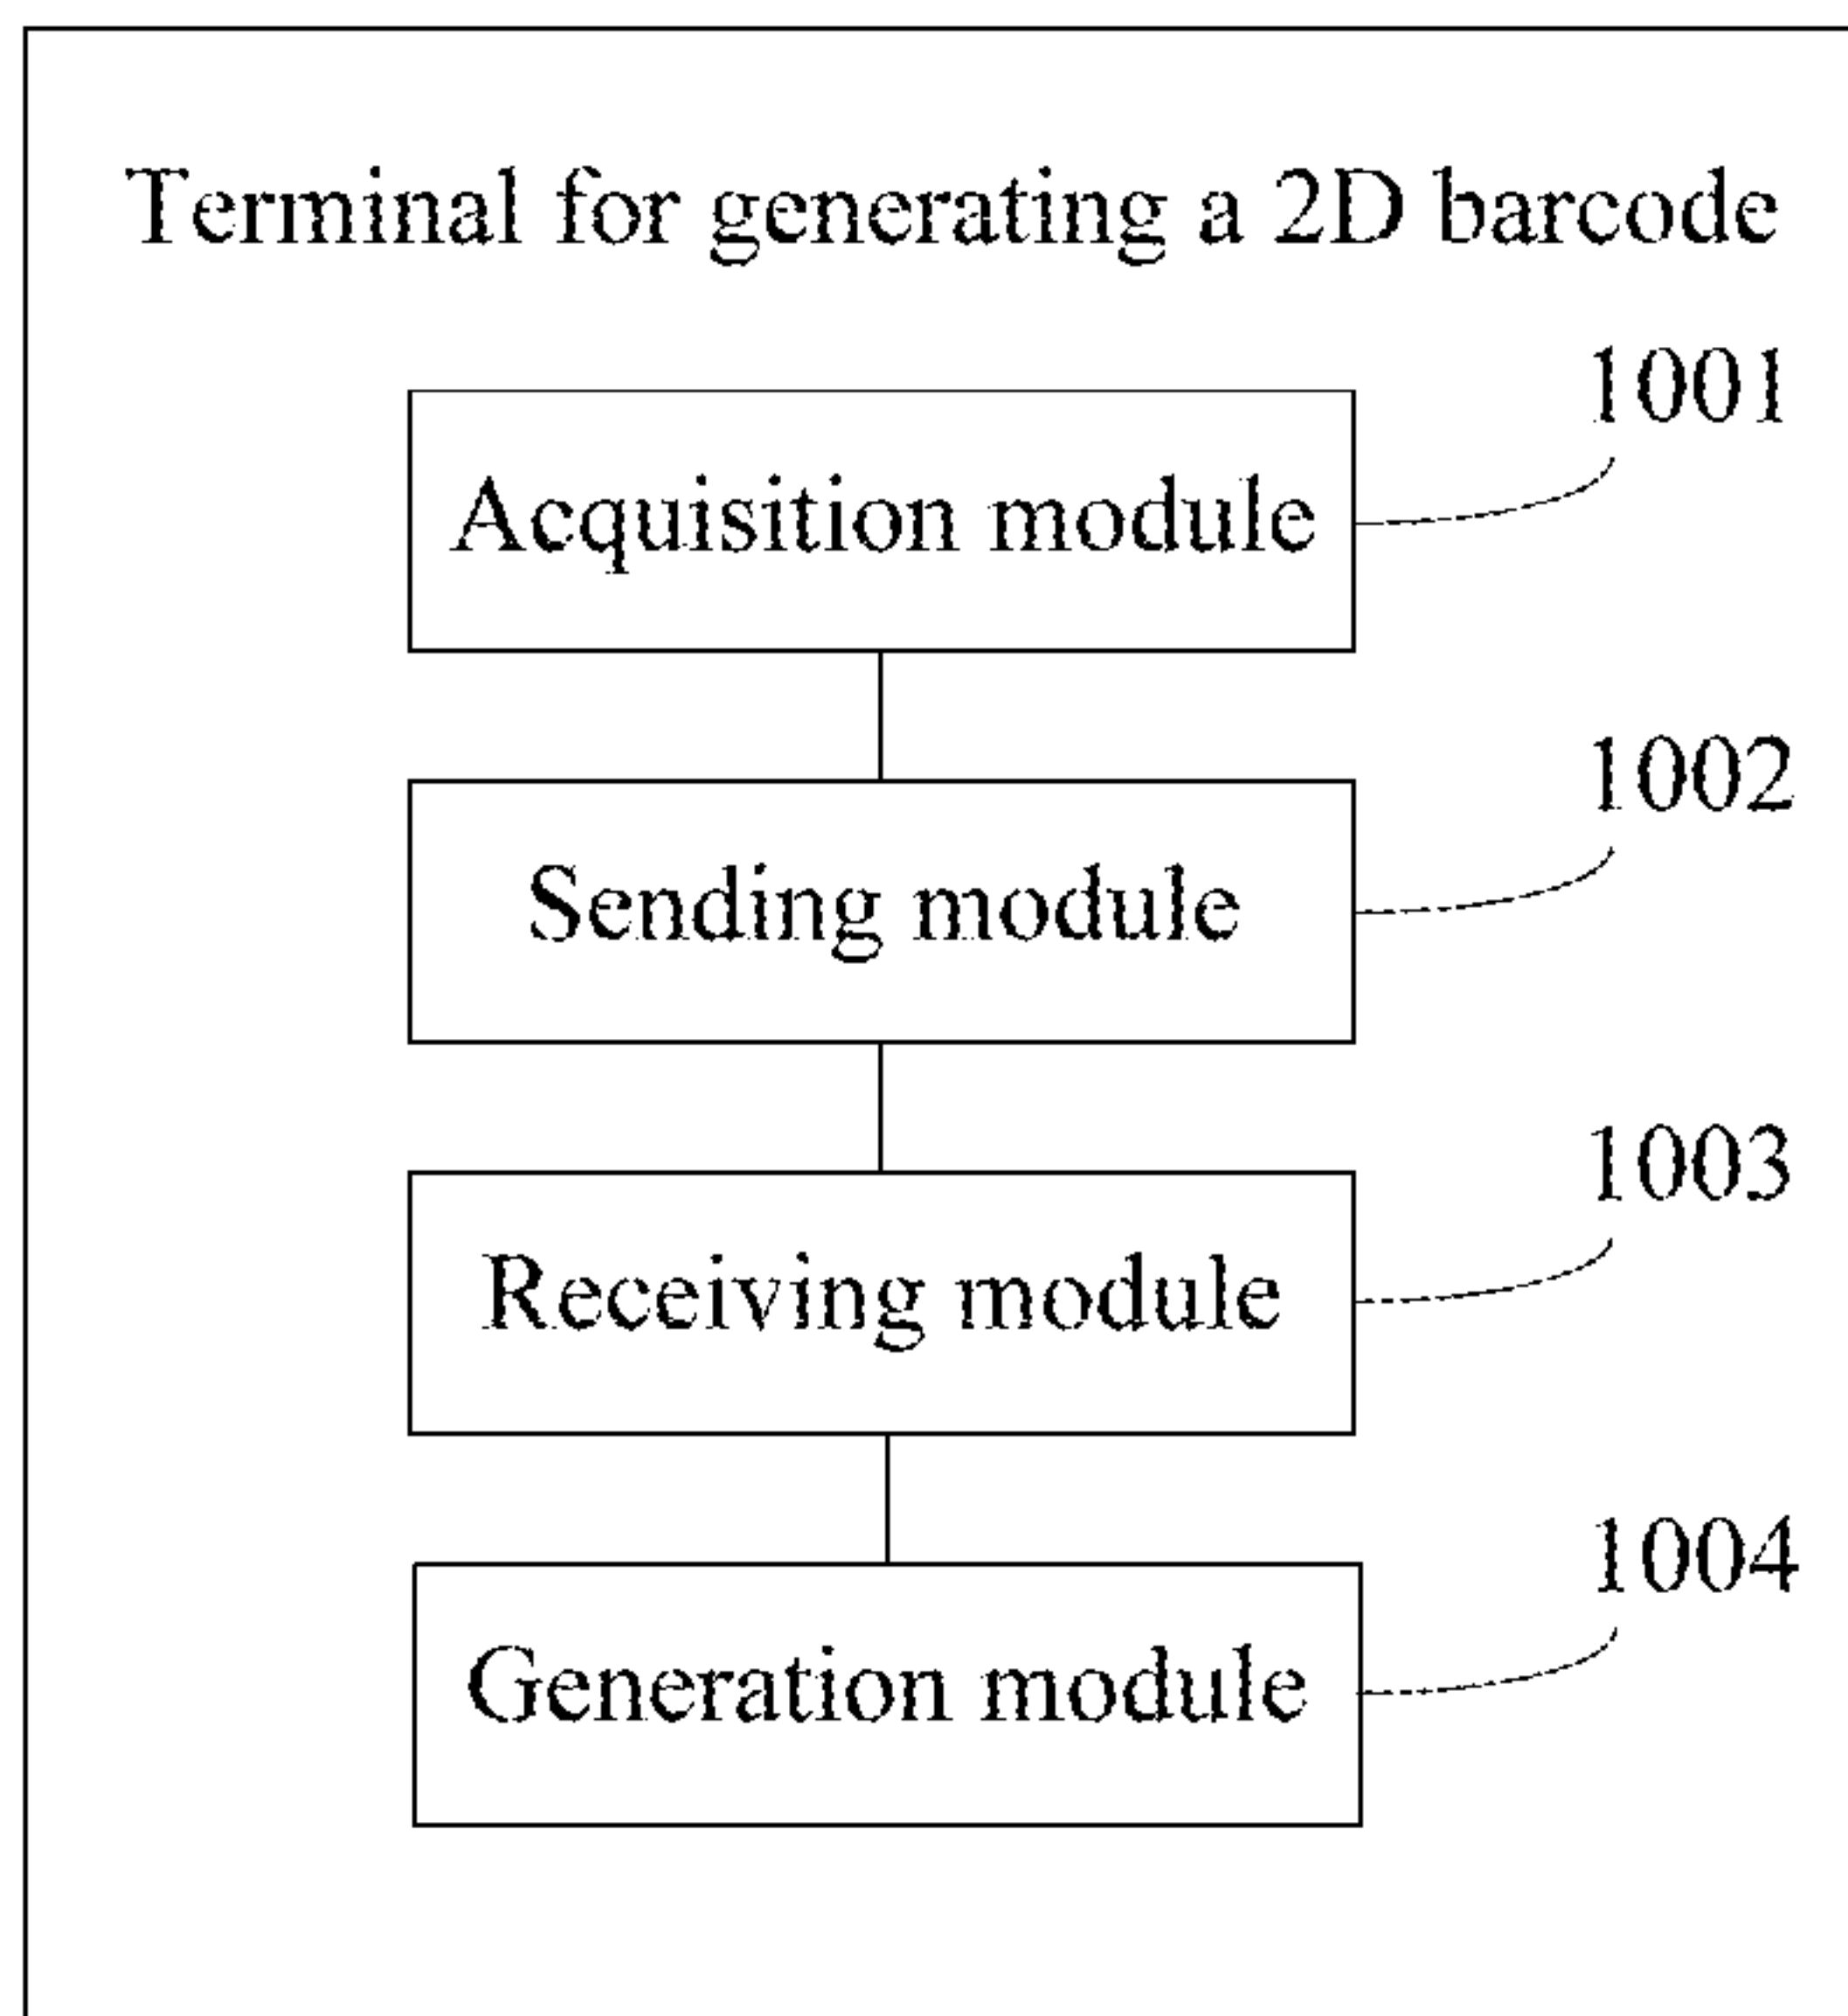 Terminal for generating a 2D barcode
1001
Acquisition module
1002
Sending module
1003
Receiving module
1004
Generation module